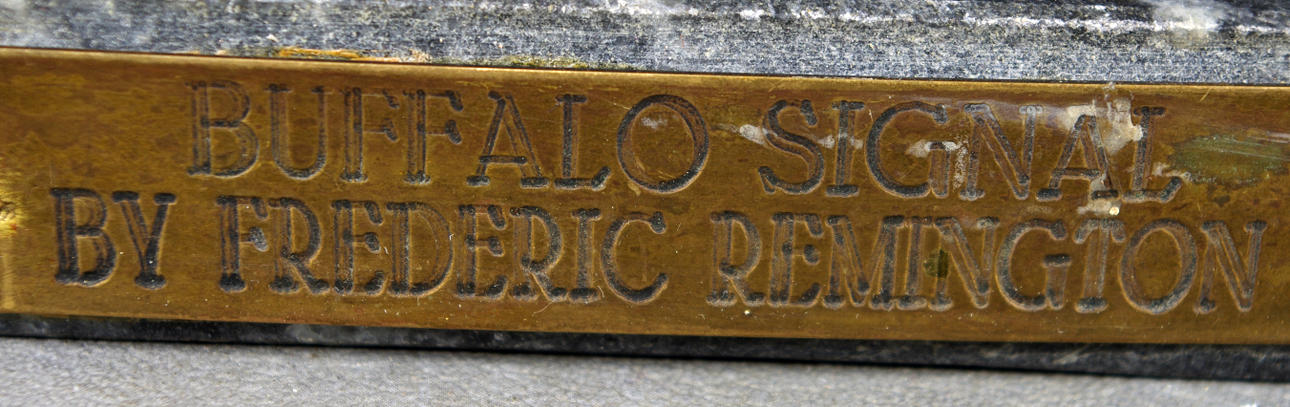 BUFFALO SIGNAL
BY FREDERIC REMINGTON